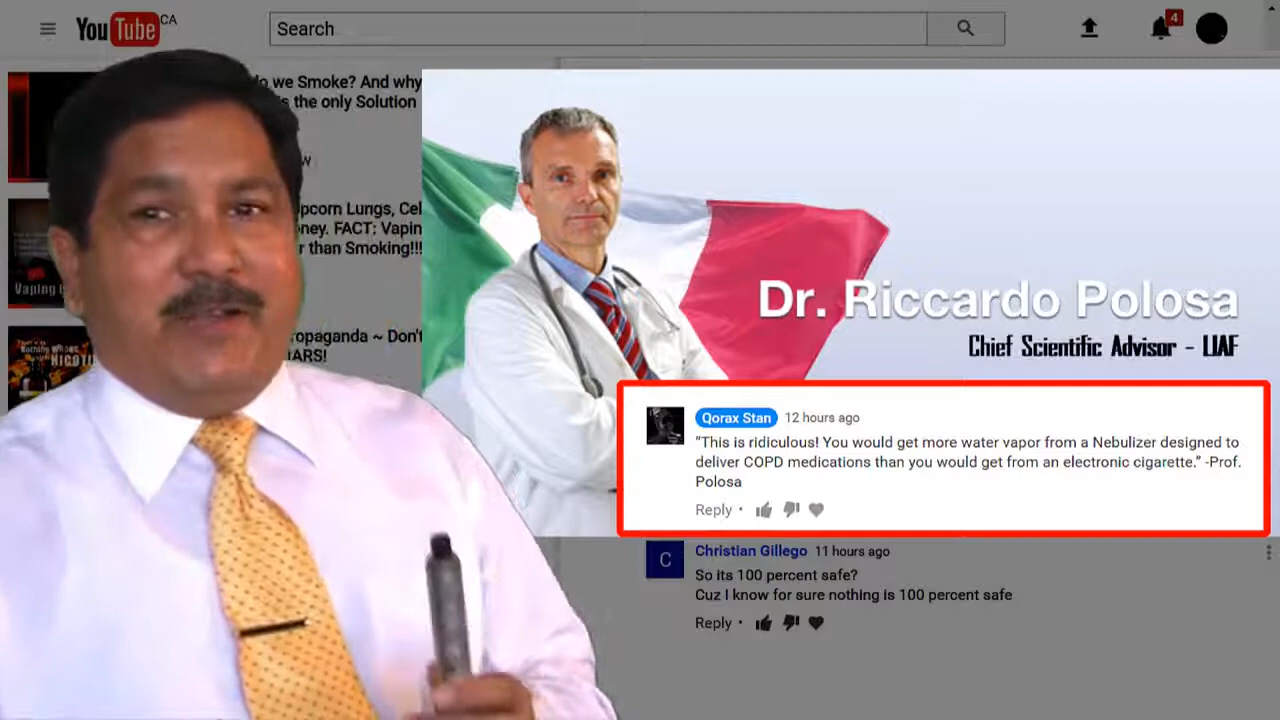 YouTube CA
Search
4
o we Smoke? And why
s the only Solution
w
pcorn Lungs, Cel
oney. FACT: Vapin
r than Smoking!!!
Vaping i
ropaganda ~ Don't
IARS!
NICOTI
Dr. Riccardo Polosa
Chief Scientific Advisor - LIAF
Qorax Stan 12 hours ago
"This is ridiculous! You would get more water vapor from a Nebulizer designed to
deliver COPD medications than you would get from an electronic cigarette." -Prof.
Polosa
Reply •
C
Christian Gillego 11 hours ago
So its 100 percent safe?
Cuz I know for sure nothing is 100 percent safe
Reply •